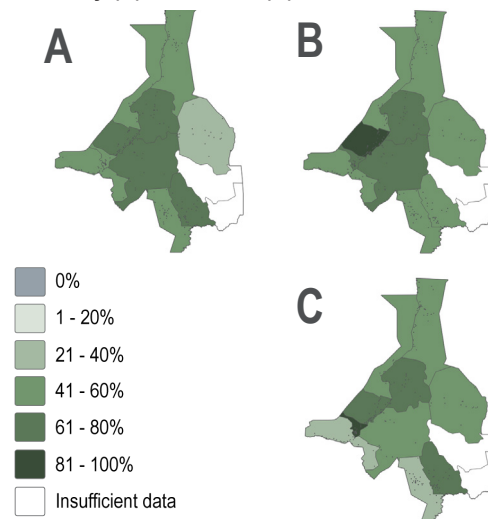 A
B
0%
1 - 20%
21 - 40%
41 - 60%
61 - 80%
81 - 100%
Insufficient data
C